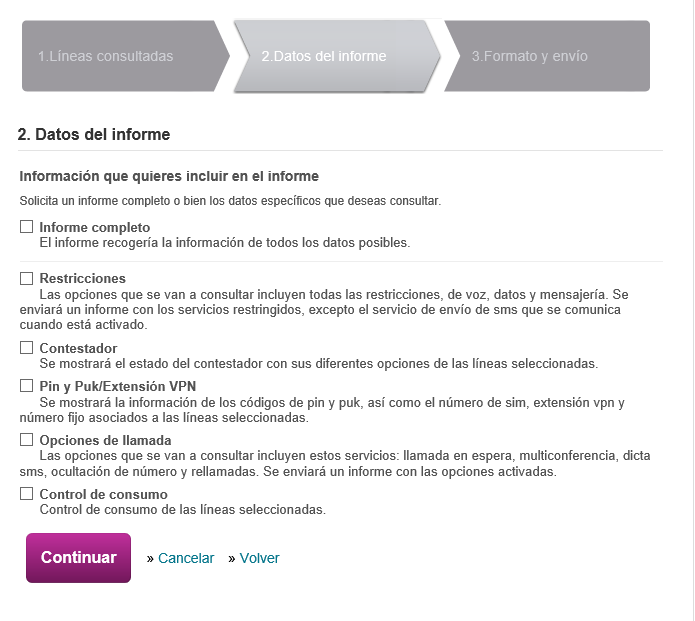 1.Líneas consultadas
2.Datos del informe
3.Formato y envío
2. Datos del informe
Información que quieres incluir en el informe
Solicita un informe completo o bien los datos específicos que deseas consultar.
Informe completo
El informe recogería la información de todos los datos posibles.
Restricciones
Las opciones que se van a consultar incluyen todas las restricciones, de voz, datos y mensajería. Se
enviará un informe con los servicios restringidos, excepto el servicio de envío de sms que se comunica
cuando está activado.
Contestador
Se mostrará el estado del contestador con sus diferentes opciones de las líneas seleccionadas.
Pin y Puk/Extensión VPN
Se mostrará la información de los códigos de pin y puk, así como el número de sim, extensión vpn y
número fijo asociados a las líneas seleccionadas.
Opciones de llamada
Las opciones que se van a consultar incluyen estos servicios: llamada en espera, multiconferencia, dicta
sms, ocultación de número y rellamadas. Se enviará un informe con las opciones activadas.
Control de consumo
Control de consumo de las líneas seleccionadas.
Continuar » Cancelar » Volver